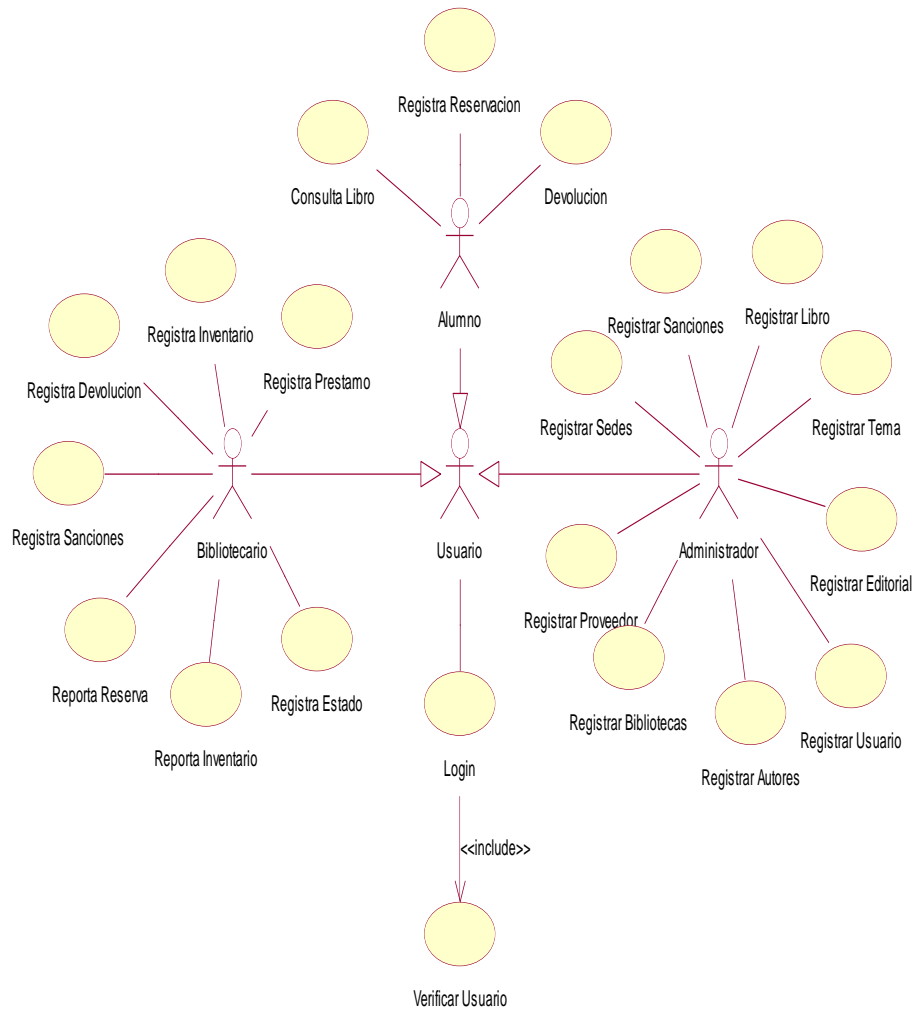 Registra Reservacion
Consulta Libro
Devolucion
Alumno
Registra Inventario
Registra Devolucion
Registra Prestamo
Registrar Sanciones
Registrar Libro
Registrar Sedes
Registrar Tema
Registra Sanciones
Bibliotecario
Usuario
Administrador
Registrar Editorial
Registrar Proveedor
Reporta Reserva
Registra Estado
Reporta Inventario
Registrar Bibliotecas
Registrar Usuario
Registrar Autores
Login
<<include>>
Verificar Usuario